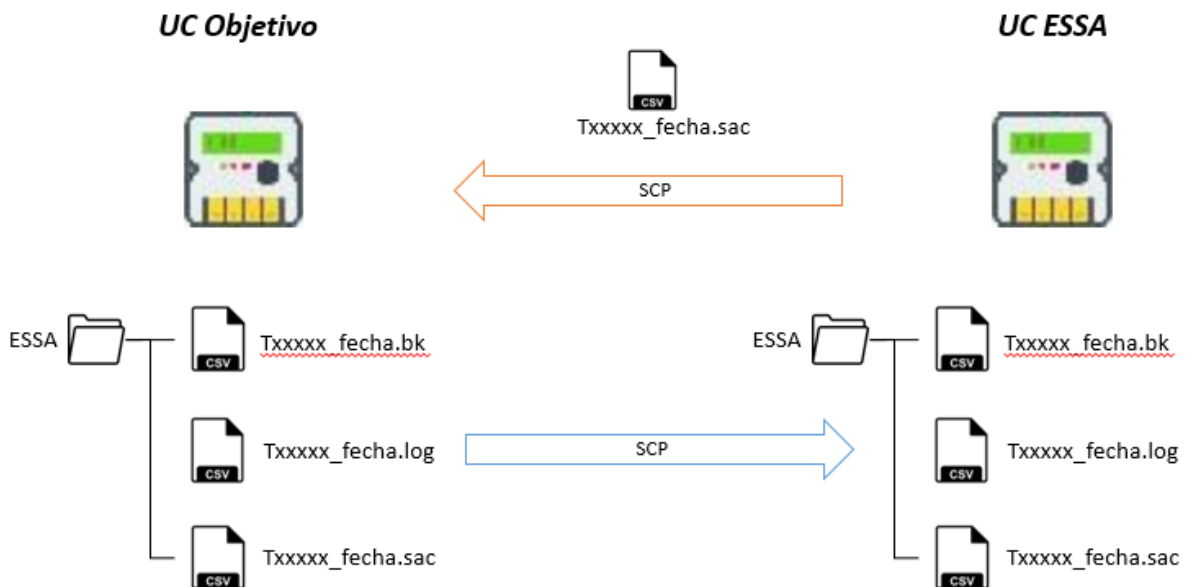 UC Objetivo
UC ESSA
CSV
Txxxxx_fecha.sac
SCP
ESSA
CSV
Txxxxx_fecha.bk
CSV
Txxxxx_fecha.log
CSV
Txxxxx_fecha.sac
SCP
ESSA
CSV
Txxxxx_fecha.bk
CSV
Txxxxx_fecha.log
CSV
Txxxxx_fecha.sac